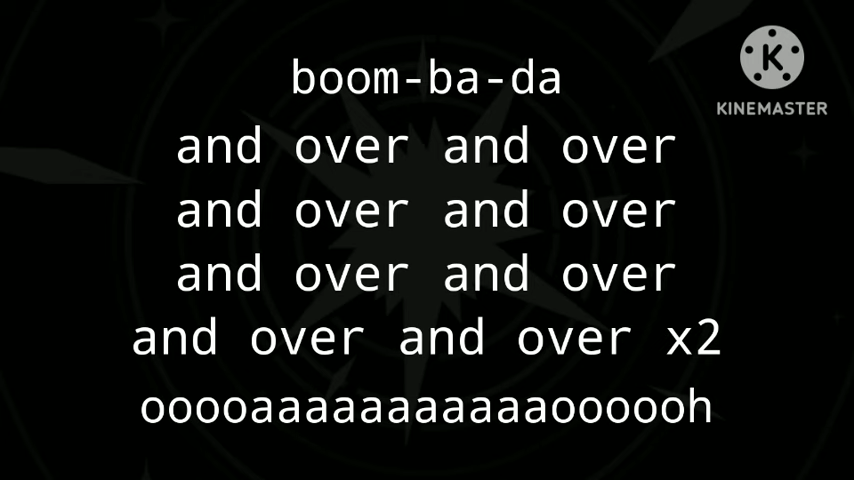 boom-ba-da
KINEMASTER
and over and over
and over and over
and over and over
and over and over x2
ooooaaaaaaaaaaaoooooh